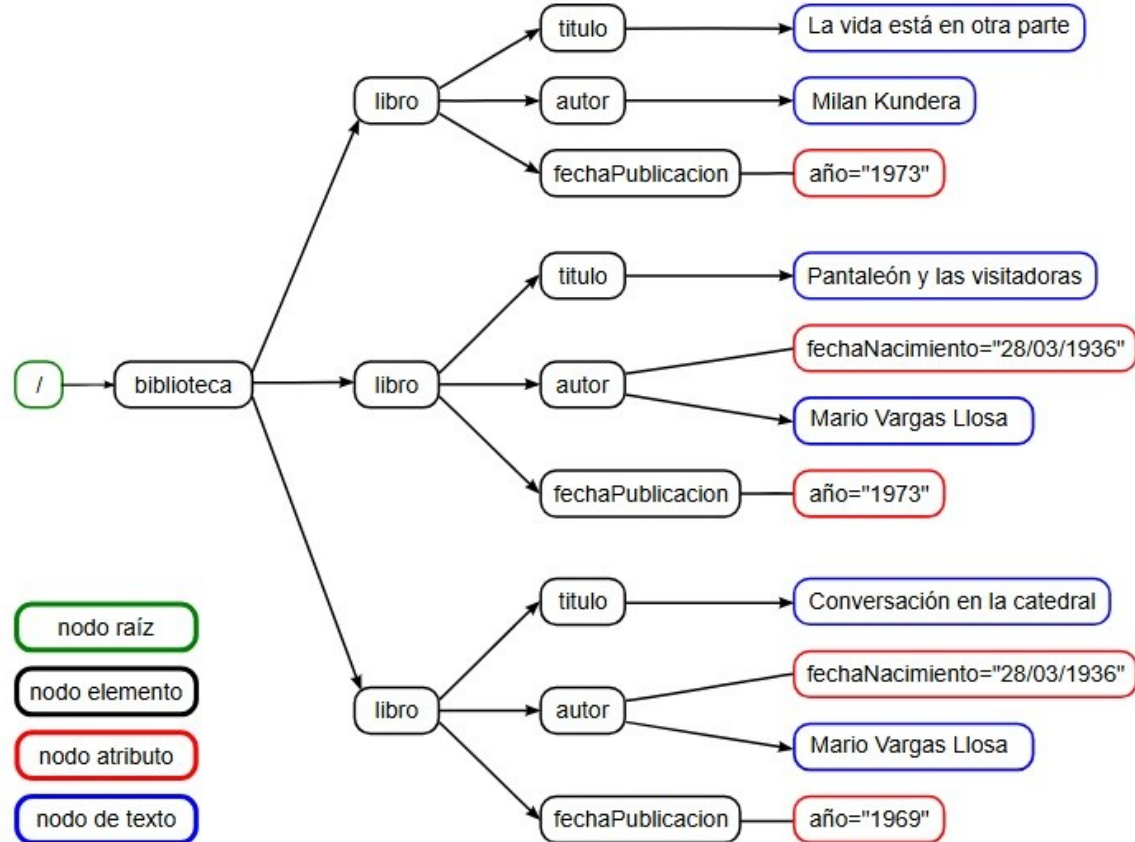 titulo
La vida está en otra parte
libro
autor
Milan Kundera
fechaPublicacion
año="1973"
titulo
Pantaleón y las visitadoras
fechaNacimiento="28/03/1936"
/
biblioteca
libro
autor
Mario Vargas Llosa
fechaPublicacion
año="1973"
titulo
Conversación en la catedral
fechaNacimiento="28/03/1936"
libro
autor
Mario Vargas Llosa
fechaPublicacion
año="1969"
nodo raíz
nodo elemento
nodo atributo
nodo de texto